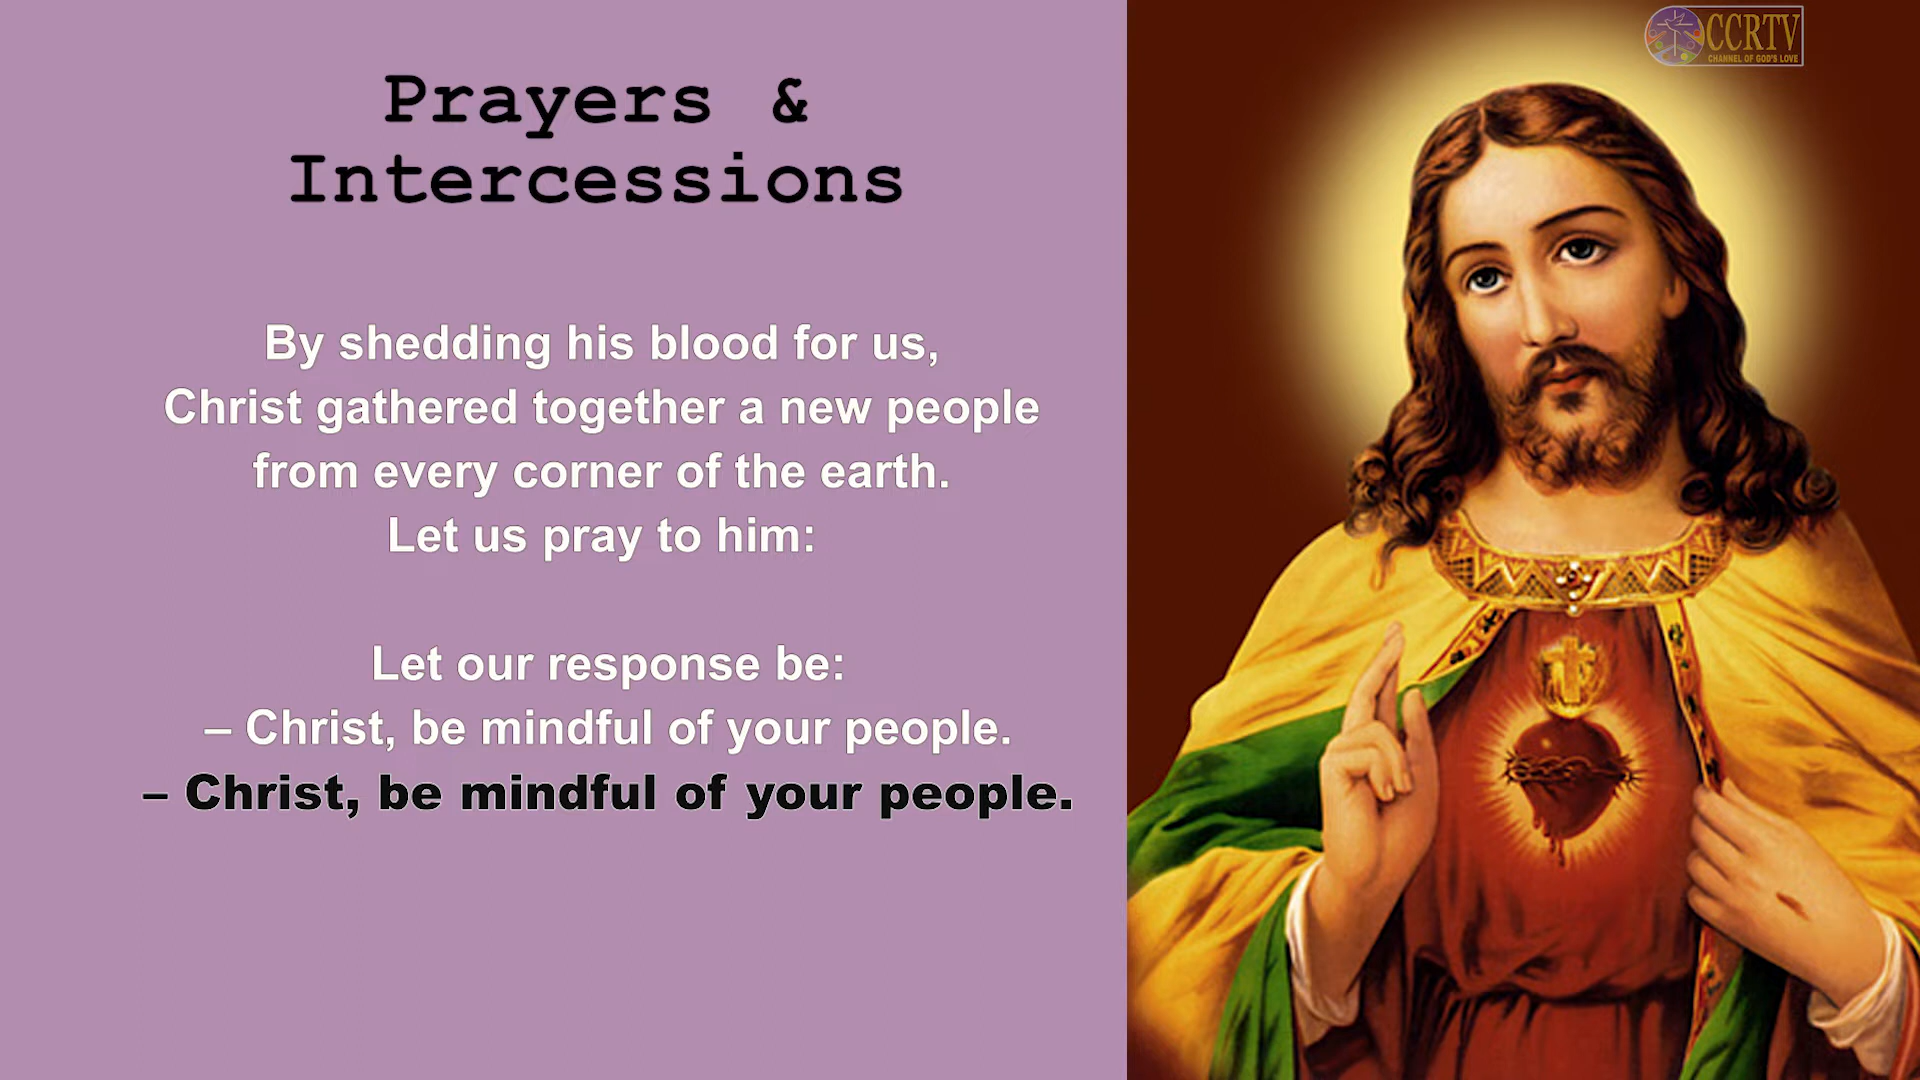 CCRTV
CHANNEL OF GOD'S LOVE
Prayers &
Intercessions
By shedding his blood for us,
Christ gathered together a new people
from every corner of the earth.
Let us pray to him:
Let our response be:
– Christ, be mindful of your people.
– Christ, be mindful of your people.